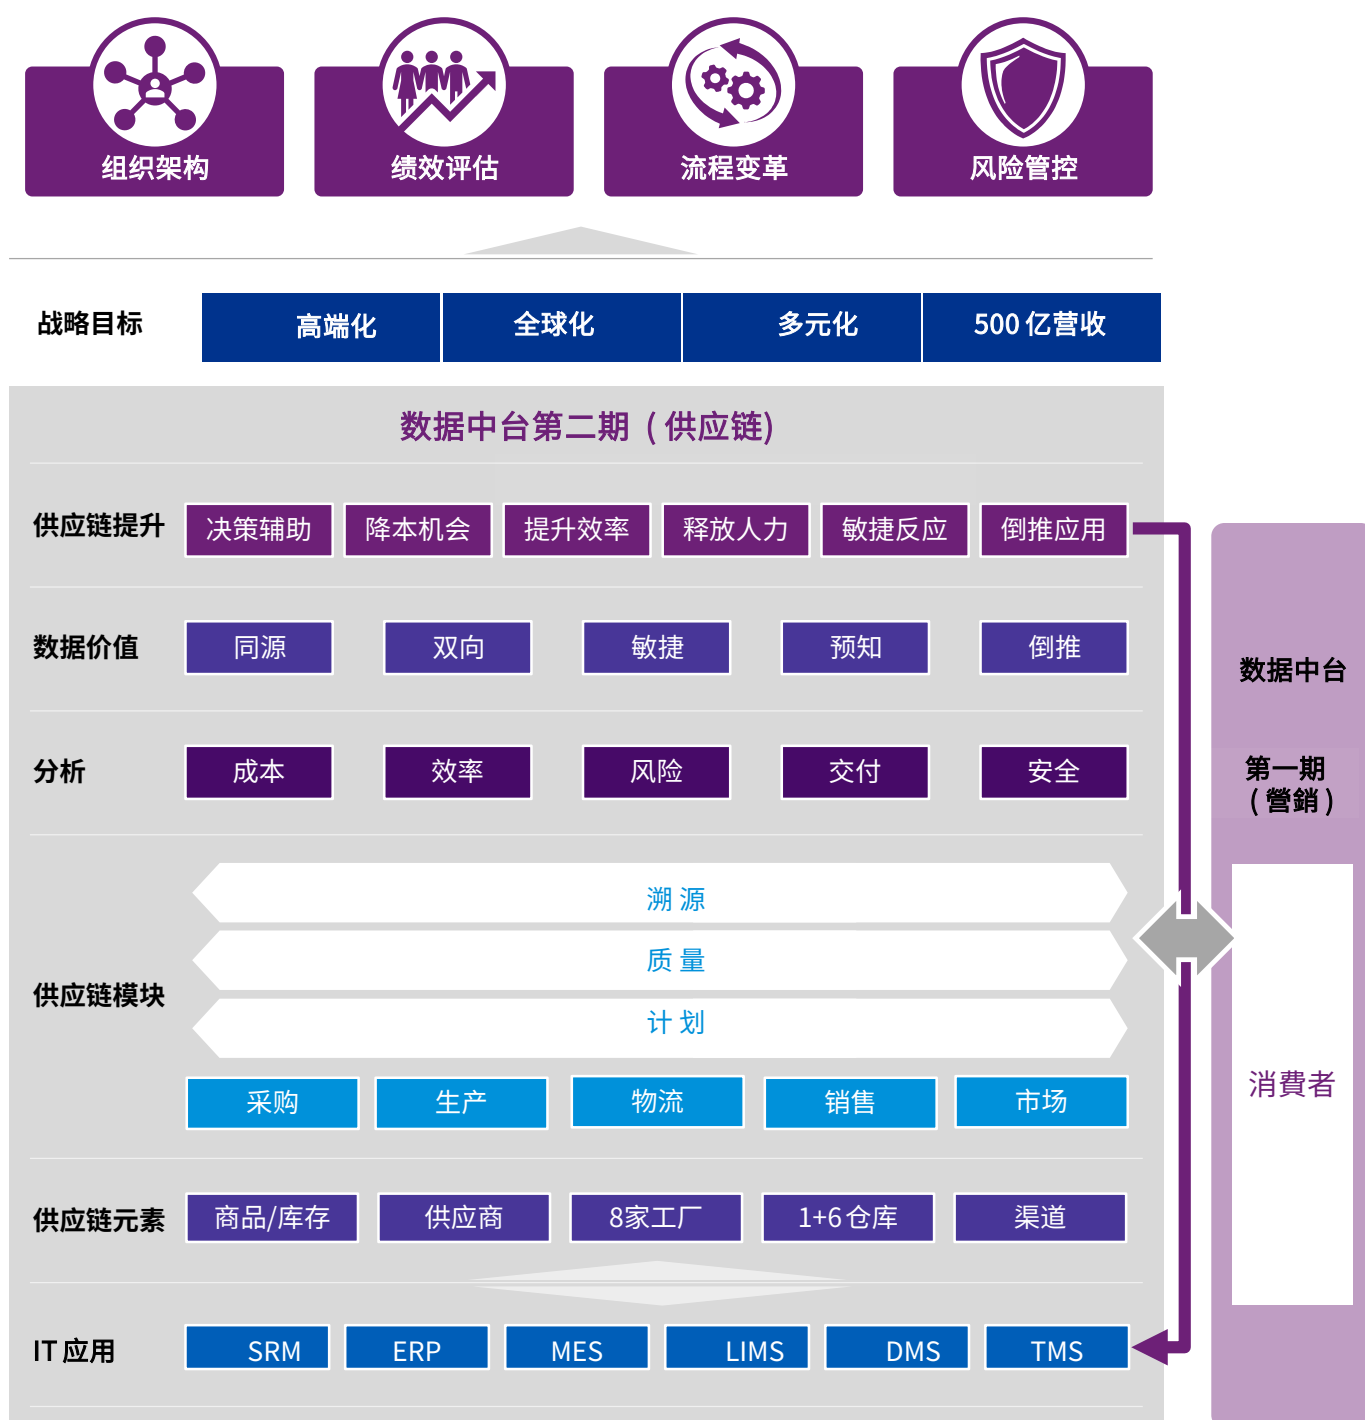 组织架构 绩效评估 流程变革 风险管控
战略目标 高端化 全球化 多元化 500 亿营收
数据中台第二期（供应链)
供应链提升 决策辅助 降本机会 提升效率 释放人力 敏捷反应 倒推应用
数据价值 同源 双向 敏捷 预知 倒推
分析 成本 效率 风险 交付 安全
供应链模块
溯 源
质 量
计 划
采购 生产 物流 销售 市场
供应链元素 商品/库存 供应商 8家工厂 1+6仓库 渠道
IT 应用 SRM ERP MES LIMS DMS TMS
数据中台
第一期
（營銷）
消費者